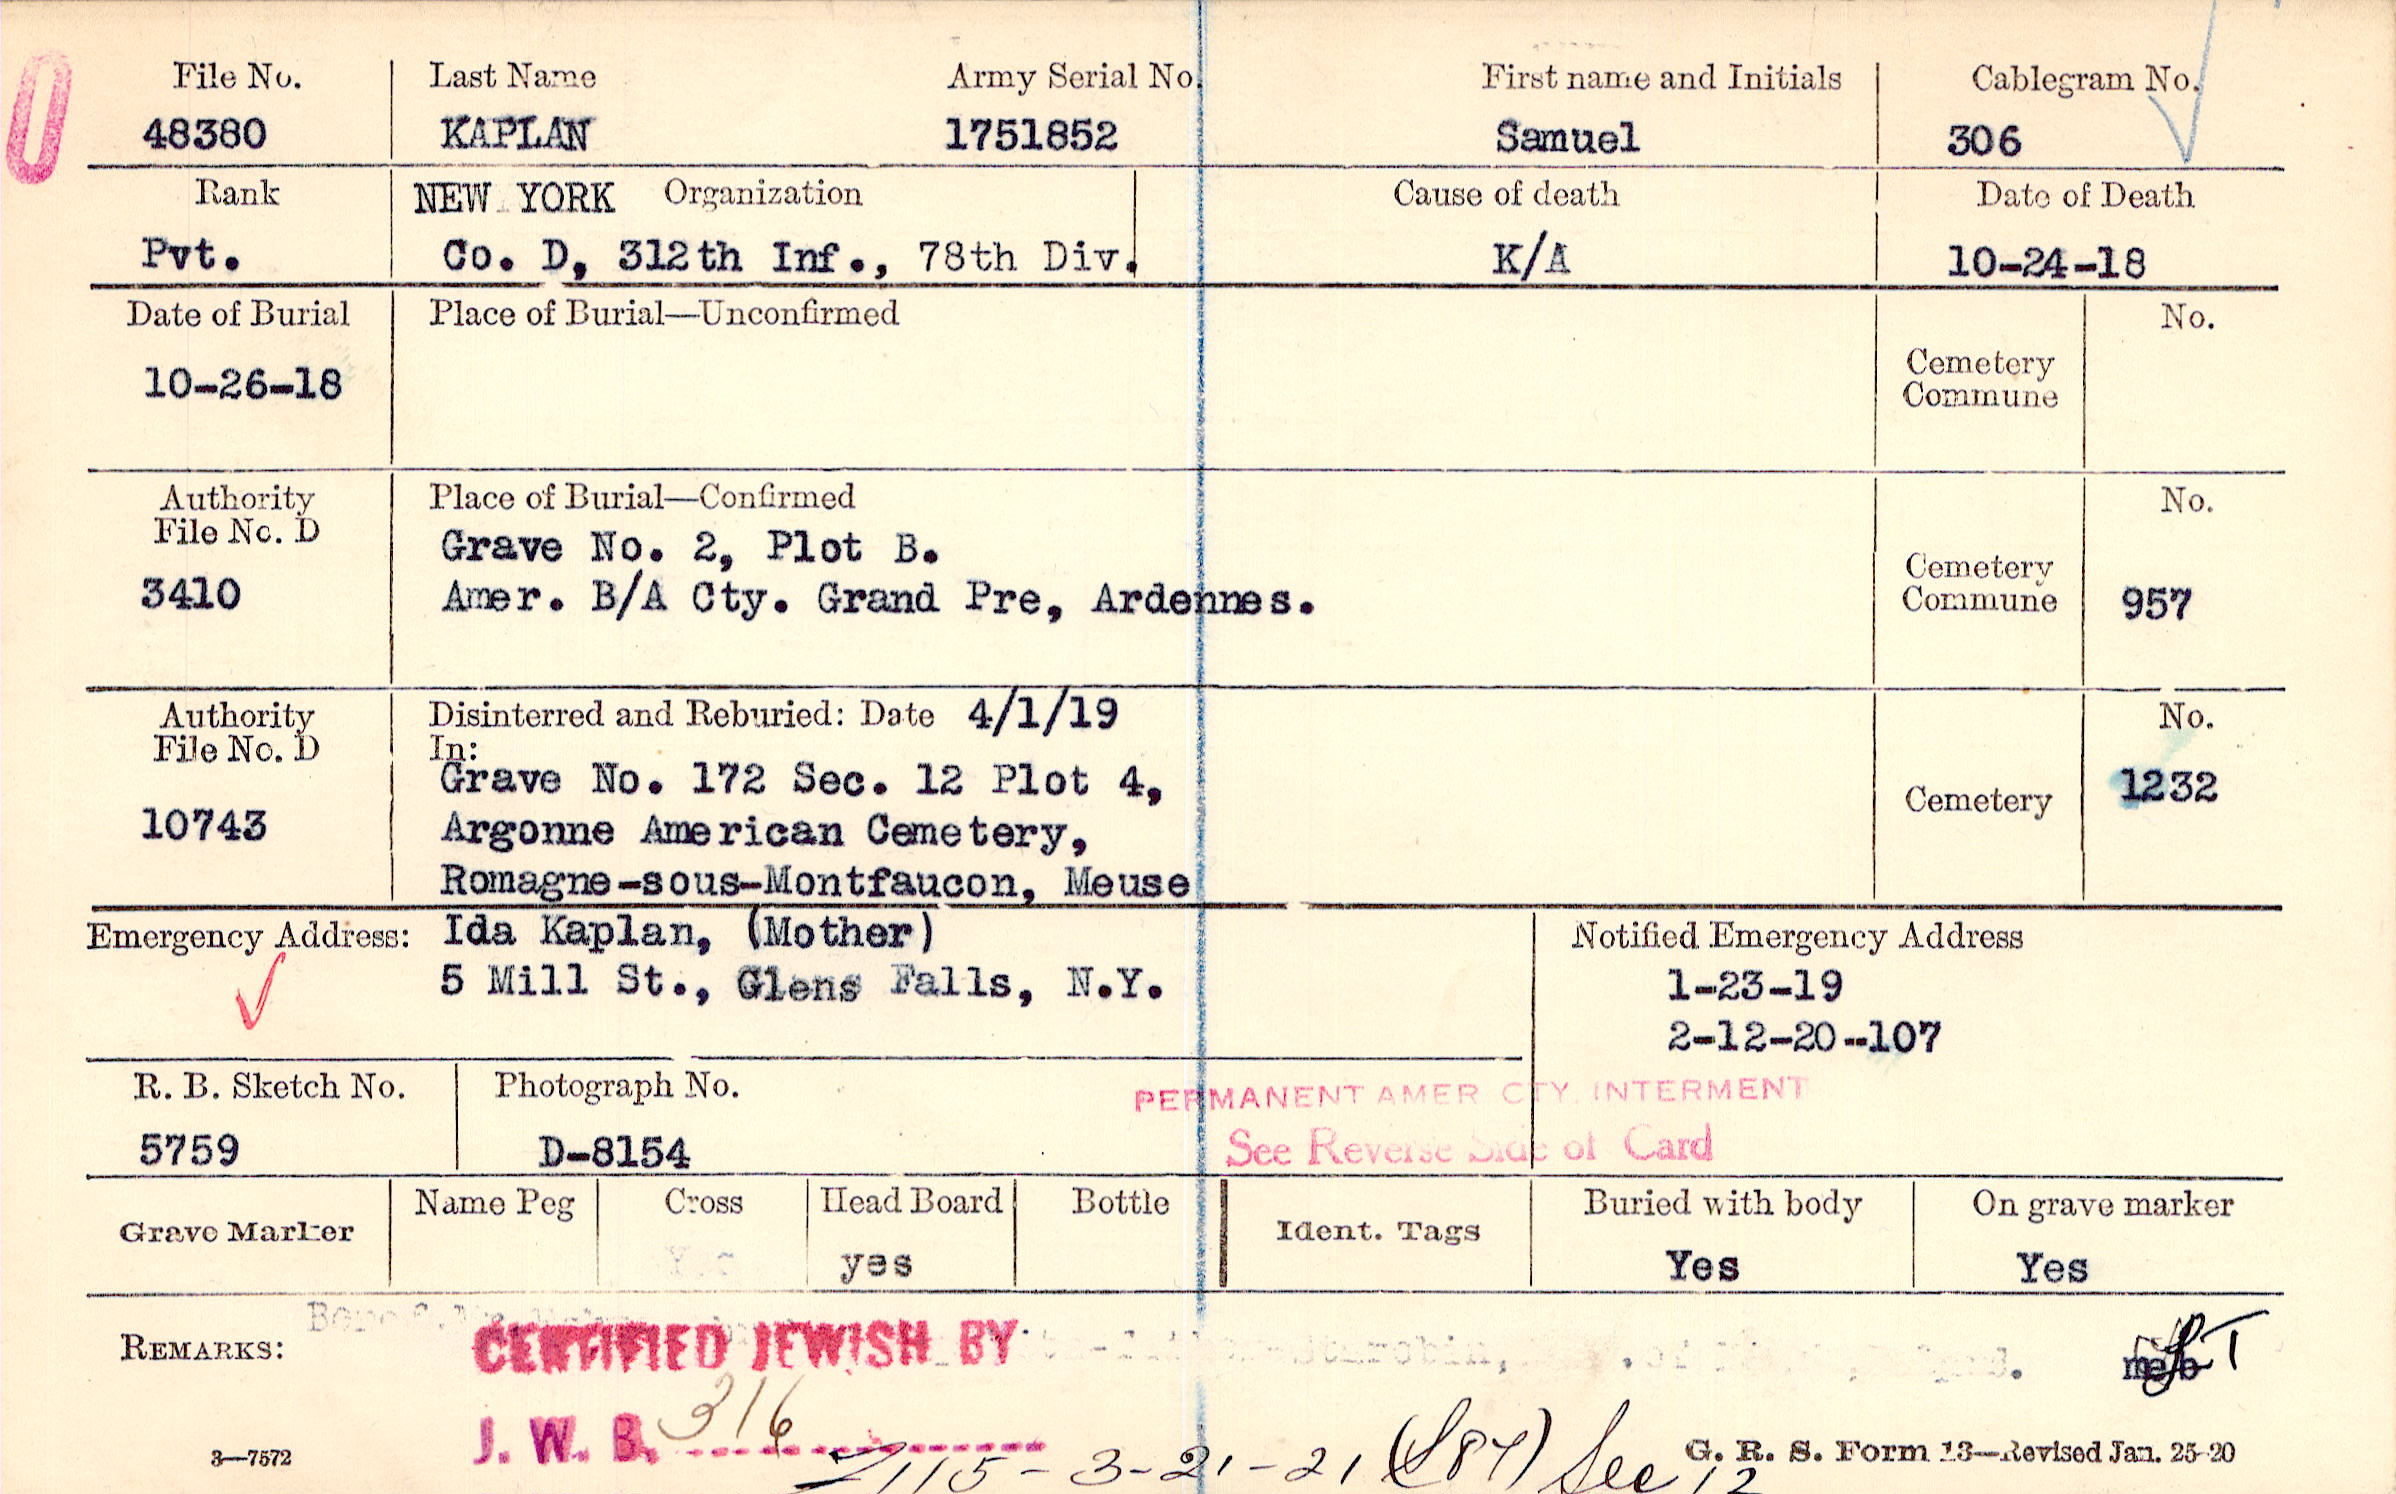 File No. Last Name Army Serial No. First name and Initials Cablegram No.
48380 KAPLAN 1751852 Samuel 306
Rank NEW YORK Organization Cause of death Date of Death
Pvt. Co. D, 312th Inf., 78th Div. K/A 10-24-18
Date of Burial Place of Burial—Unconfirmed No.
10-26-18 Cemetery
Commune
Authority Place of Burial—Confirmed No.
File No. D Grave No. 2, Plot B.
3410 Amer. B/A Cty. Grand Pre, Ardennes. Cemetery
Commune 957
Authority Disinterred and Reburied: Date 4/1/19 No.
File No. D In:
Grave No. 172 Sec. 12 Plot 4, Cemetery 1232
10743 Argonne American Cemetery,
Romagne-sous-Montfaucon, Meuse
Emergency Address: Ida Kaplan, (Mother) Notified Emergency Address
5 Mill St., Glens Falls, N.Y. 1-23-19
2-12-20--107
R. B. Sketch No. Photograph No. PERMANENT AMER CTY. INTERMENT
5759 D-8154 See Reverse Side of Card
Grave Marker Name Peg Cross Head Board Bottle Ident. Tags Buried with body On grave marker
yes Yes Yes
REMARKS: CERTIFIED JEWISH BY
J. W. B. 316
3-21-21 See 12
3—7572 G. R. S. Form 13—Revised Jan. 25-20